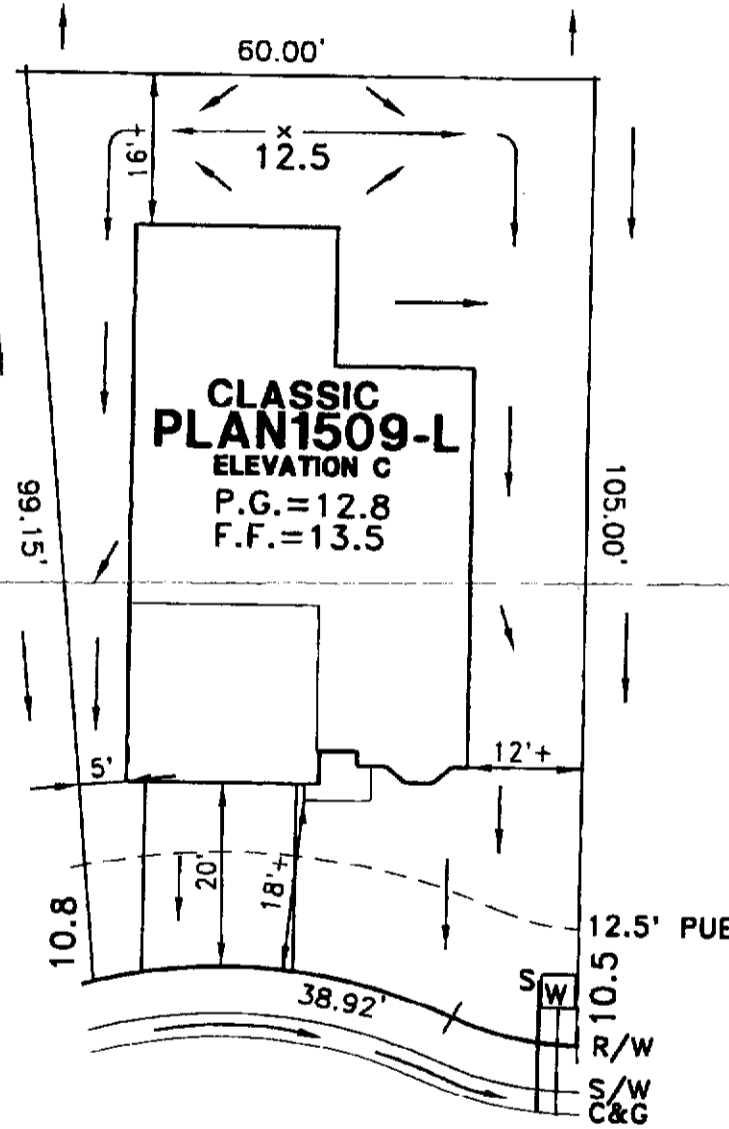 60.00'
16'+
x
12.5
CLASSIC
PLAN1509-L
ELEVATION C
P.G.=12.8
F.F.=13.5
99.15'
105.00'
5'
12'+
20'
18'+
10.8
12.5' PUE
S
W
10.5
38.92'
R/W
S/W
C&G